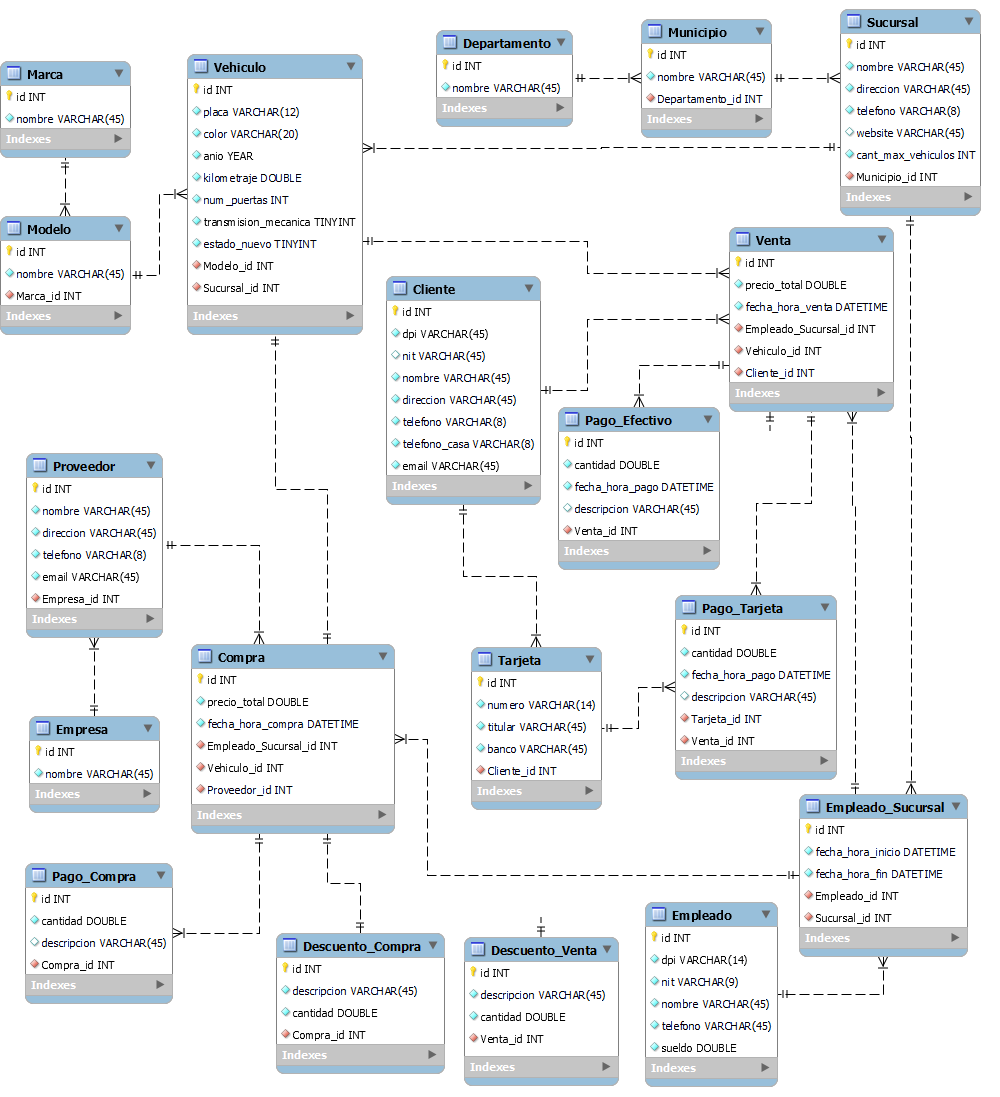 Marca
id INT
nombre VARCHAR(45)
Indexes
Modelo
id INT
nombre VARCHAR(45)
Marca_id INT
Indexes
Vehiculo
id INT
placa VARCHAR(12)
color VARCHAR(20)
anio YEAR
kilometraje DOUBLE
num_puertas INT
transmision_mecanica TINYINT
estado_nuevo TINYINT
Modelo_id INT
Sucursal_id INT
Indexes
Departamento
id INT
nombre VARCHAR(45)
Indexes
Municipio
id INT
nombre VARCHAR(45)
Departamento_id INT
Indexes
Sucursal
id INT
nombre VARCHAR(45)
direccion VARCHAR(45)
telefono VARCHAR(8)
website VARCHAR(45)
cant_max_vehiculos INT
Municipio_id INT
Indexes
Venta
id INT
precio_total DOUBLE
fecha_hora_venta DATETIME
Empleado_Sucursal_id INT
Vehiculo_id INT
Cliente_id INT
Indexes
Cliente
id INT
dpi VARCHAR(45)
nit VARCHAR(45)
nombre VARCHAR(45)
direccion VARCHAR(45)
telefono VARCHAR(8)
telefono_casa VARCHAR(8)
email VARCHAR(45)
Indexes
Pago_Efectivo
id INT
cantidad DOUBLE
fecha_hora_pago DATETIME
descripcion VARCHAR(45)
Venta_id INT
Indexes
Proveedor
id INT
nombre VARCHAR(45)
direccion VARCHAR(45)
telefono VARCHAR(8)
email VARCHAR(45)
Empresa_id INT
Indexes
Pago_Tarjeta
id INT
cantidad DOUBLE
fecha_hora_pago DATETIME
descripcion VARCHAR(45)
Tarjeta_id INT
Venta_id INT
Indexes
Compra
id INT
precio_total DOUBLE
fecha_hora_compra DATETIME
Empleado_Sucursal_id INT
Vehiculo_id INT
Proveedor_id INT
Indexes
Tarjeta
id INT
numero VARCHAR(14)
titular VARCHAR(45)
banco VARCHAR(45)
Cliente_id INT
Indexes
Empresa
id INT
nombre VARCHAR(45)
Indexes
Empleado_Sucursal
id INT
fecha_hora_inicio DATETIME
fecha_hora_fin DATETIME
Empleado_id INT
Sucursal_id INT
Indexes
Pago_Compra
id INT
cantidad DOUBLE
descripcion VARCHAR(45)
Compra_id INT
Indexes
Descuento_Compra
id INT
descripcion VARCHAR(45)
cantidad DOUBLE
Compra_id INT
Indexes
Descuento_Venta
id INT
descripcion VARCHAR(45)
cantidad DOUBLE
Venta_id INT
Indexes
Empleado
id INT
dpi VARCHAR(14)
nit VARCHAR(9)
nombre VARCHAR(45)
telefono VARCHAR(45)
sueldo DOUBLE
Indexes